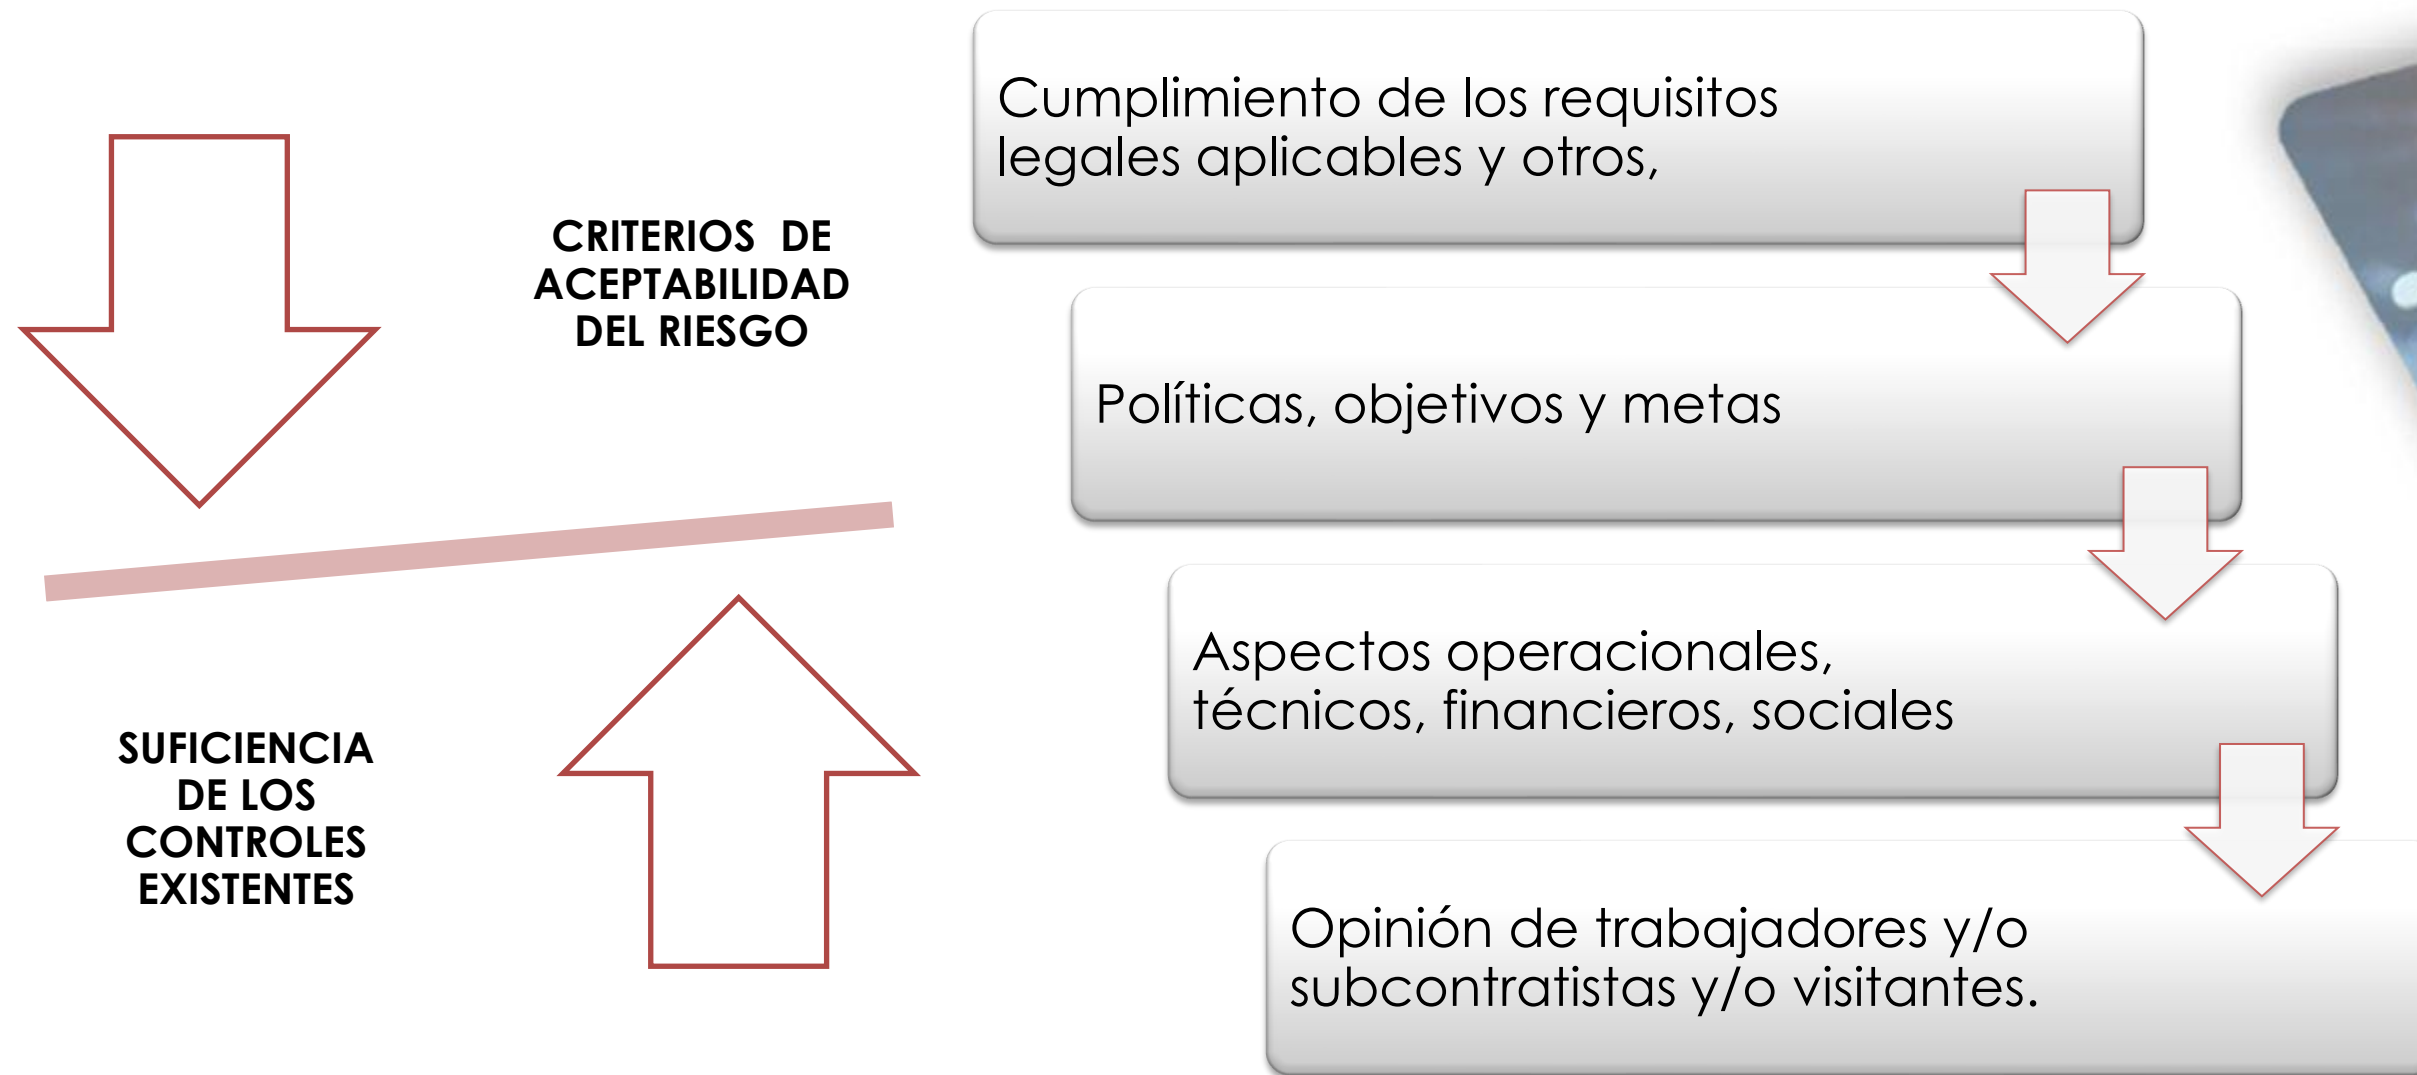 CRITERIOS DE
ACEPTABILIDAD
DEL RIESGO
SUFICIENCIA
DE LOS
CONTROLES
EXISTENTES
Cumplimiento de los requisitos
legales aplicables y otros,
Políticas, objetivos y metas
Aspectos operacionales,
técnicos, financieros, sociales
Opinión de trabajadores y/o
subcontratistas y/o visitantes.